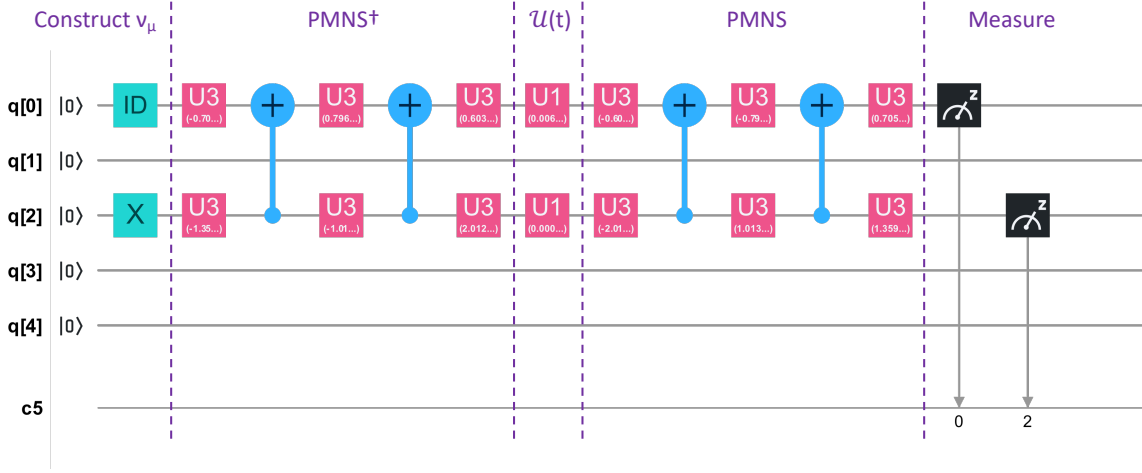 Construct ν_μ PMNS† 𝒰(t) PMNS Measure
q[0] |0⟩ ID U3 (-0.70...) + U3 (0.796...) + U3 (0.603...) U1 (0.006...) U3 (-0.60...) + U3 (-0.79...) + U3 (0.705...) z
q[1] |0⟩
q[2] |0⟩ X U3 (-1.35...) U3 (-1.01...) U3 (2.012...) U1 (0.000...) U3 (-2.01...) U3 (1.013...) U3 (1.359...) z
q[3] |0⟩
q[4] |0⟩
c5
0 2